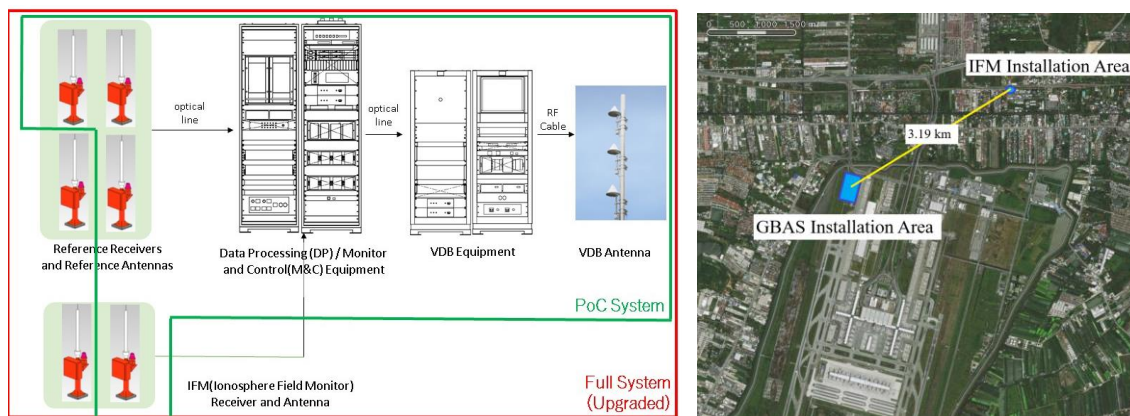 optical
line
optical
line
RF
Cable
Reference Receivers
and Reference Antennas
Data Processing (DP) / Monitor
and Control(M&C) Equipment
VDB Equipment
VDB Antenna
PoC System
IFM(Ionosphere Field Monitor)
Receiver and Antenna
Full System
(Upgraded)
0 500 1000 1500 m
IFM Installation Area
3.19 km
GBAS Installation Area